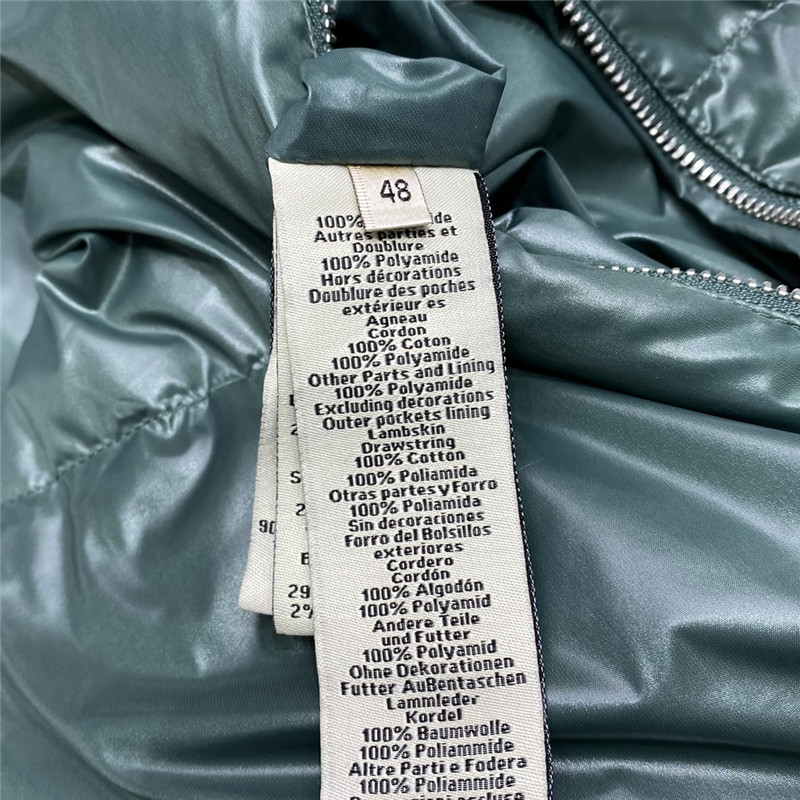 48
100%
Autres parties et
Doublure
100% Polyamide
Hors décorations
Doublure des poches
extérieur es
Agneau
Cordon
100% Coton
100% Polyamide
Other Parts and Lining
100% Polyamide
Excluding decorations
Outer pockets lining
Lambskin
Drawstring
100% Cotton
100% Poliamida
Otras partes y Forro
100% Poliamida
Sin decoraciones
Forro del Bolsillos
exteriores
Cordero
Cordón
100% Algodón
100% Polyamid
Andere Teile
und Futter
100% Polyamid
Ohne Dekorationen
Futter AuBentaschen
Lammleder
Kordel
100% Baumwolle
100% Poliammide
Altre Parti e Fodera
100% Poliammide
90
29
2%